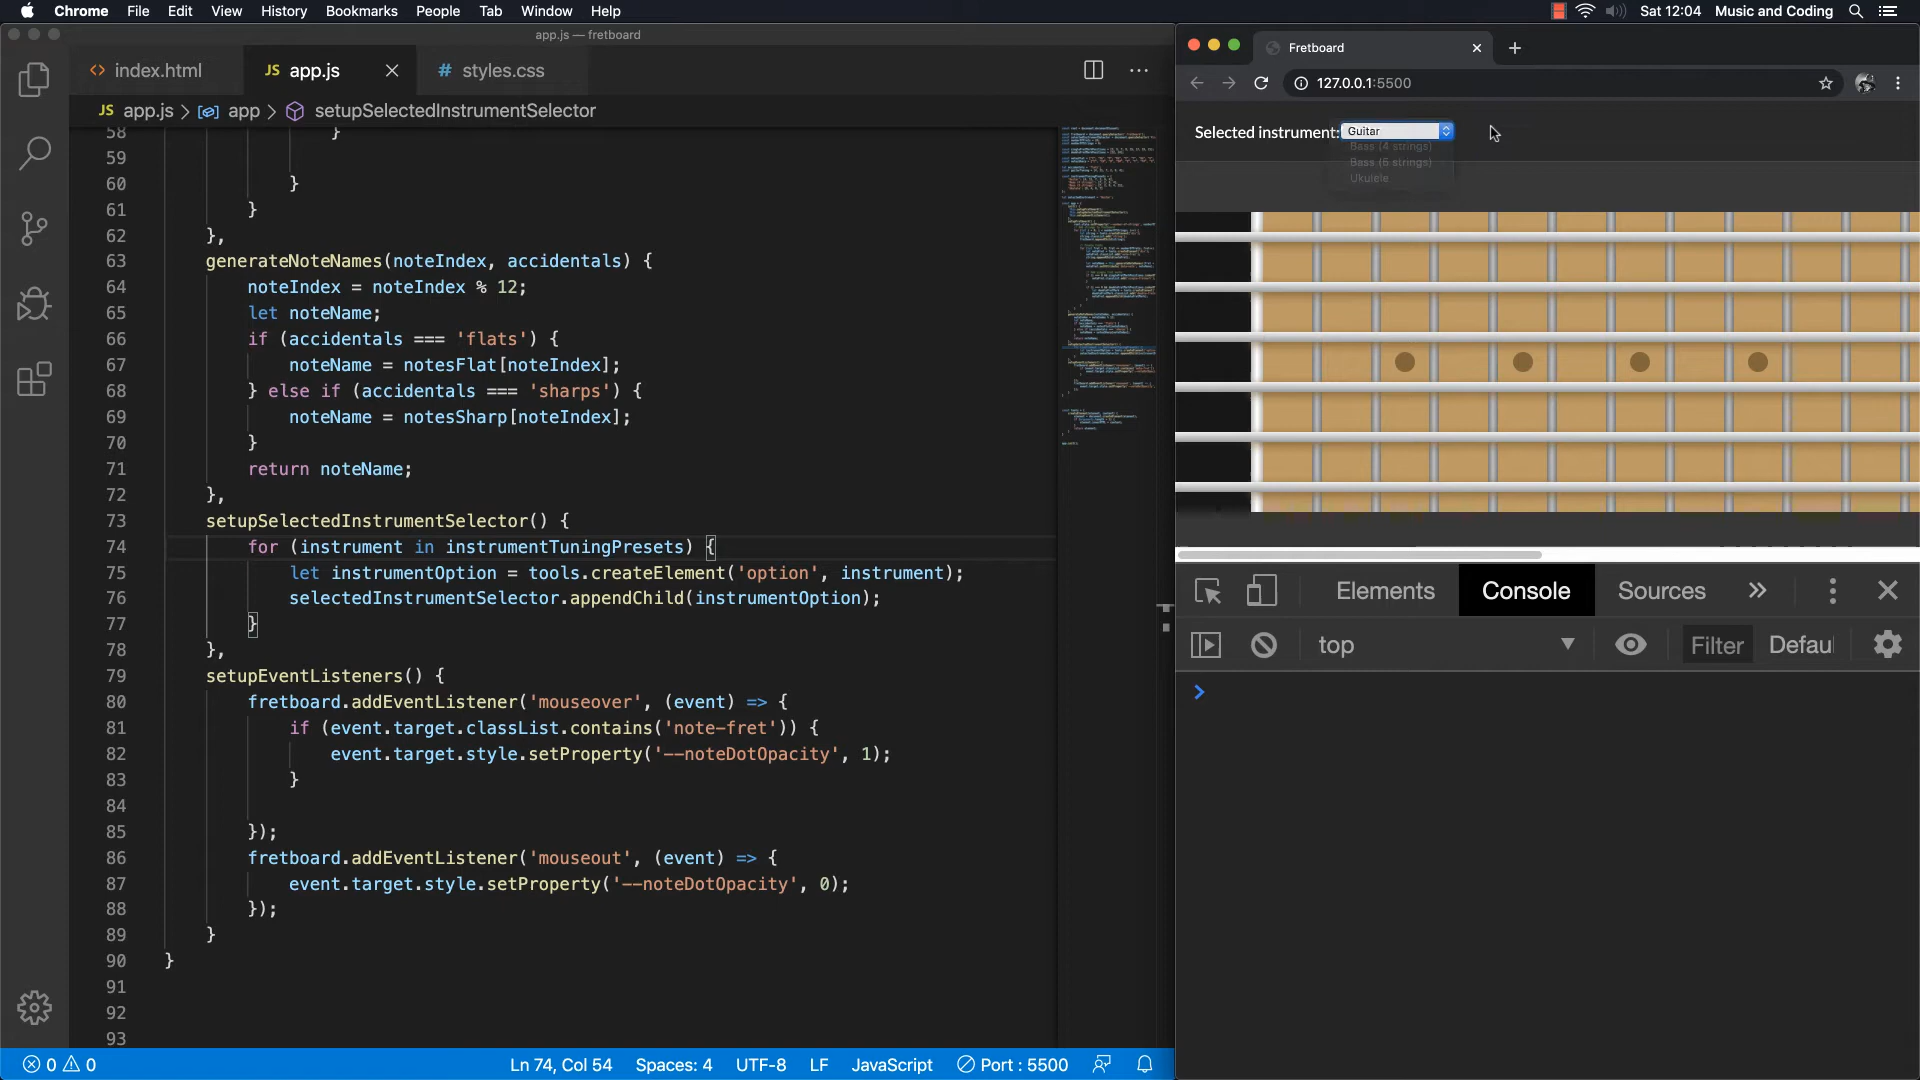 Chrome File Edit View History Bookmarks People Tab Window Help
Sat 12:04 Music and Coding
app.js — fretboard
index.html
JS app.js
# styles.css
JS app.js > app > setupSelectedInstrumentSelector
58 }
59
60 }
61 }
62 },
63 generateNoteNames(noteIndex, accidentals) {
64 noteIndex = noteIndex % 12;
65 let noteName;
66 if (accidentals === 'flats') {
67 noteName = notesFlat[noteIndex];
68 } else if (accidentals === 'sharps') {
69 noteName = notesSharp[noteIndex];
70 }
71 return noteName;
72 },
73 setupSelectedInstrumentSelector() {
74 for (instrument in instrumentTuningPresets) {
75 let instrumentOption = tools.createElement('option', instrument);
76 selectedInstrumentSelector.appendChild(instrumentOption);
77 }
78 },
79 setupEventListeners() {
80 fretboard.addEventListener('mouseover', (event) => {
81 if (event.target.classList.contains('note-fret')) {
82 event.target.style.setProperty('--noteDotOpacity', 1);
83 }
84
85 });
86 fretboard.addEventListener('mouseout', (event) => {
87 event.target.style.setProperty('--noteDotOpacity', 0);
88 });
89 }
90 }
91
92
93
0 0
Ln 74, Col 54 Spaces: 4 UTF-8 LF JavaScript Port : 5500
Fretboard
127.0.0.1:5500
Selected instrument: Guitar
Bass (4 strings)
Bass (6 strings)
Ukulele
Elements Console Sources
top Filter Defau